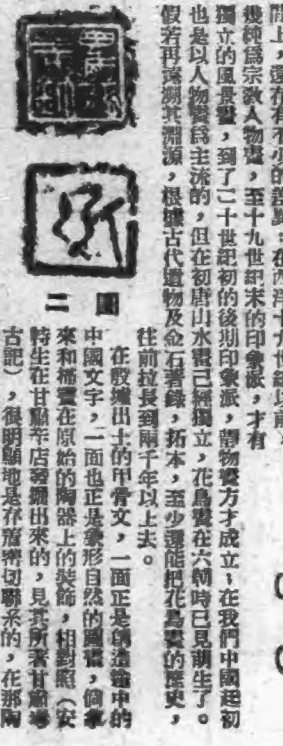 間上，還存有不小的差異：在西洋十九世紀以前，
幾純爲宗教人物畫，至十九世紀末的印象派，才有
獨立的風景畫，到了二十世紀初的後期印象派，靜物畫方才成立；在我們中國起初
也是以人物畫爲主流的，但在初唐山水畫已經獨立，花鳥畫在六朝時已見萌生了。
假若再淵其淵源，根據古代遺物及金石著錄，拓本，至少還能把花鳥畫的歷史，
往前拉長到兩千年以上去。
在殷墟出土的甲骨文，一面正是創造途中的
中國文字，一面也正是象形自然的圖畫，倘拿
來和描畫在原始的陶器上的裝飾，相對照（安
特生在甘肅辛店發掘出來的，見其所著甘肅考
古記），很明顯地是存着密切聯系的，在那陶
圖二